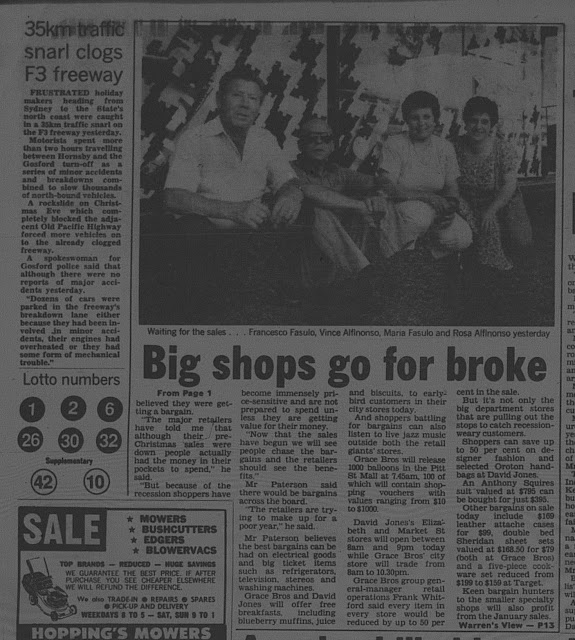 35km traffic
snarl clogs
F3 freeway
FRUSTRATED holiday
makers heading from
Sydney to the State's
north coast were caught
in a 35km traffic snarl on
the F3 freeway yesterday.
Motorists spent more
than two hours travelling
between Hornsby and the
Gosford turn-off as a
series of minor accidents
and breakdowns com-
bined to slow thousands
of north-bound vehicles.
A rockslide on Christ-
mas Eve which com-
pletely blocked the adja-
cent Old Pacific Highway
forced more vehicles on
to the already clogged
freeway.
A spokeswoman for
Gosford police said that
although there were no
reports of major acci-
dents yesterday.
"Dozens of cars were
parked in the freeway's
breakdown lane either
because they had been in-
volved in minor acci-
dents, their engines had
overheated or they had
some form of mechanical
trouble."
Lotto numbers
1 2 6
26 30 32
Supplementary
42 10
Waiting for the sales . . . Francesco Fasulo, Vince Alfinonso, Maria Fasulo and Rosa Alfinonso yesterday
Big shops go for broke
From Page 1
believed they were get-
ting a bargain.
"The major retailers
have told me that
although their pre-
Christmas sales were
down people actually
had the money in their
pockets to spend," he
said.
"But because of the
recession shoppers have
become immensely pri-
ce-sensitive and are not
prepared to spend un-
less they are getting
value for their money.
"Now that the sales
have begun we will see
people chase the bar-
gains and the retailers
should see the bene-
fits."
Mr Paterson said
there would be bargains
across the board.
"The retailers are try-
ing to make up for a
poor year," he said.
Mr Paterson believed
the best bargains can be
had on electrical goods
and big ticket items
such as refrigerators,
television, stereos and
washing machines.
Grace Bros and David
Jones will offer free
breakfasts, including
blueberry muffins, juice
and biscuits, to early-
bird customers in their
city stores today.
And shoppers battling
for bargains can also
listen to live jazz music
outside both the retail
giants' stores.
Grace Bros will release
1000 balloons in the Pitt
St Mall at 7.45am, 100 of
which will contain shop-
ping vouchers with
values ranging from $10
to $1000.
David Jones's Eliza-
beth and Market St
stores will open between
8am and 9pm today
while Grace Bros' city
store will trade from
8am to 10.30pm.
Grace Bros group gen-
eral-manager retail
operations Frank Whit-
ford said every item in
every store would be
reduced by up to 50 per
cent in the sale.
But it's not only the
big department stores
that are pulling out the
stops to catch recession-
weary customers.
Shoppers can save up
to 50 per cent on de-
signer fashion and
selected Oroton hand-
bags at David Jones.
An Anthony Squires
suit valued at $795 can
be bought for just $395.
Other bargains on sale
today include $169
leather attache cases
for $99, double bed
Sheridan sheet sets
valued at $168.50 for $79
(both at Grace Bros)
and a five-piece cook-
ware set reduced from
$199 to $159 at Target.
Keen bargain hunters
to the smaller specialty
shops will also profit
from the January sales.
Warren's View — P13
SALE
★ MOWERS
★ BUSHCUTTERS
★ EDGERS
★ BLOWERVACS
TOP BRANDS – REDUCED – HUGE SAVINGS
WE GUARANTEE THE BEST PRICE. IF AFTER
PURCHASE YOU SEE CHEAPER ELSEWHERE
WE WILL REFUND THE DIFFERENCE.
We also TRADE-IN ● REPAIRS ● SPARES
● PICK-UP AND DELIVERY
WEEKDAYS 8 TO 5 – SAT, SUN 9 TO 1
HOPPING'S MOWERS